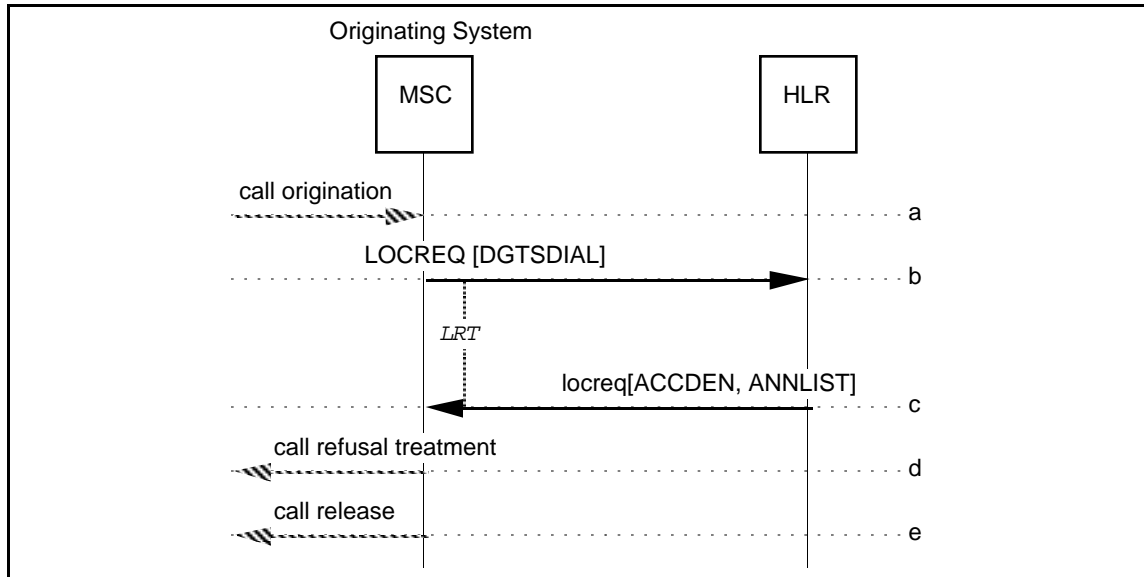 Originating System
MSC
HLR
call origination
a
LOCREQ [DGTSDIAL]
b
LRT
locreq[ACCDEN, ANNLIST]
c
call refusal treatment
d
call release
e